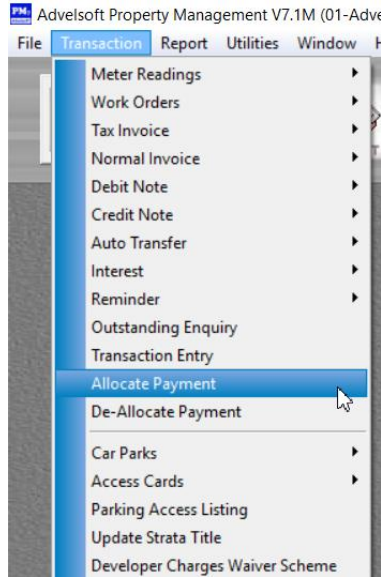 PM. Advelsoft Property Management V7.1M (01-Adve
File Transaction Report Utilities Window
Meter Readings
Work Orders
Tax Invoice
Normal Invoice
Debit Note
Credit Note
Auto Transfer
Interest
Reminder
Outstanding Enquiry
Transaction Entry
Allocate Payment
De-Allocate Payment
Car Parks
Access Cards
Parking Access Listing
Update Strata Title
Developer Charges Waiver Scheme